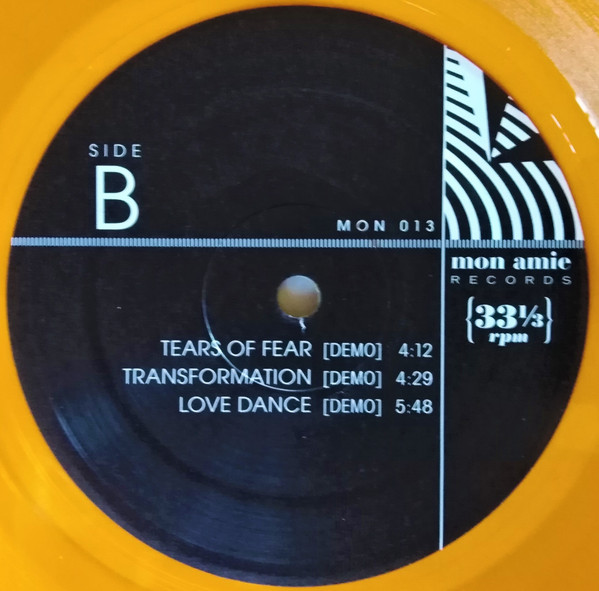 SIDE
B
MON 013
mon amie
RECORDS
{33⅓}
rpm
TEARS OF FEAR [DEMO] 4:12
TRANSFORMATION [DEMO] 4:29
LOVE DANCE [DEMO] 5:48